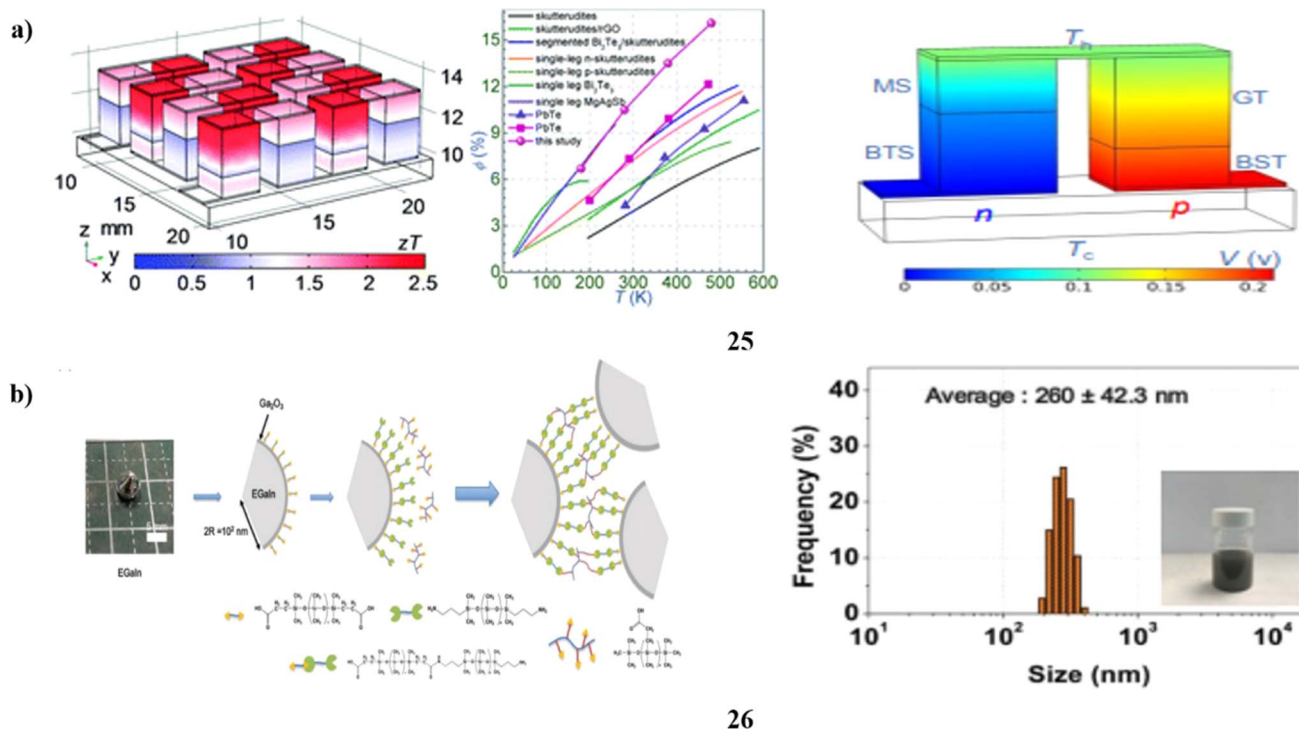 a)
14
12
10
10
15
20
mm
10
15
20
z
y
x
zT
0 0.5 1 1.5 2 2.5
ϕ (%)
15
12
9
6
3
0
skutterudites
skutterudites/rGO
segmented Bi2Te3/skutterudites
single-leg n-skutterudites
single-leg p-skutterudites
single leg Bi2Te3
single leg MgAgSb
PbTe
PbTe
this study
0 100 200 300 400 500 600
T (K)
Th
MS
GT
BTS
BST
n
p
Tc
V (v)
0 0.05 0.1 0.15 0.2
25
b)
Ga2O3
EGaIn
2R =10² nm
EGaIn
Average : 260 ± 42.3 nm
Frequency (%)
40
30
20
10
0
10¹ 10² 10³ 10⁴
Size (nm)
26